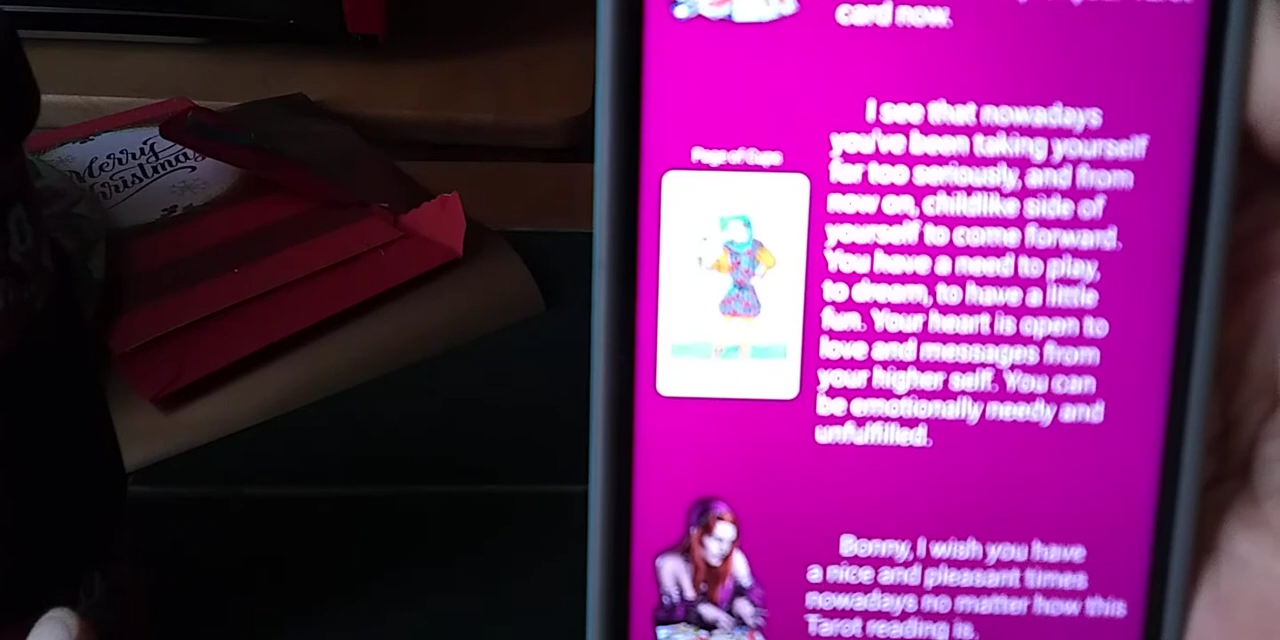 card now.
Merry
Christmas
Page of Cups
I see that nowadays
you've been taking yourself
far too seriously, and from
now on, childlike side of
yourself to come forward.
You have a need to play,
to dream, to have a little
fun. Your heart is open to
love and messages from
your higher self. You can
be emotionally needy and
unfulfilled.
Bonny, I wish you have
a nice and pleasant times
nowadays no matter how this
Tarot reading is.